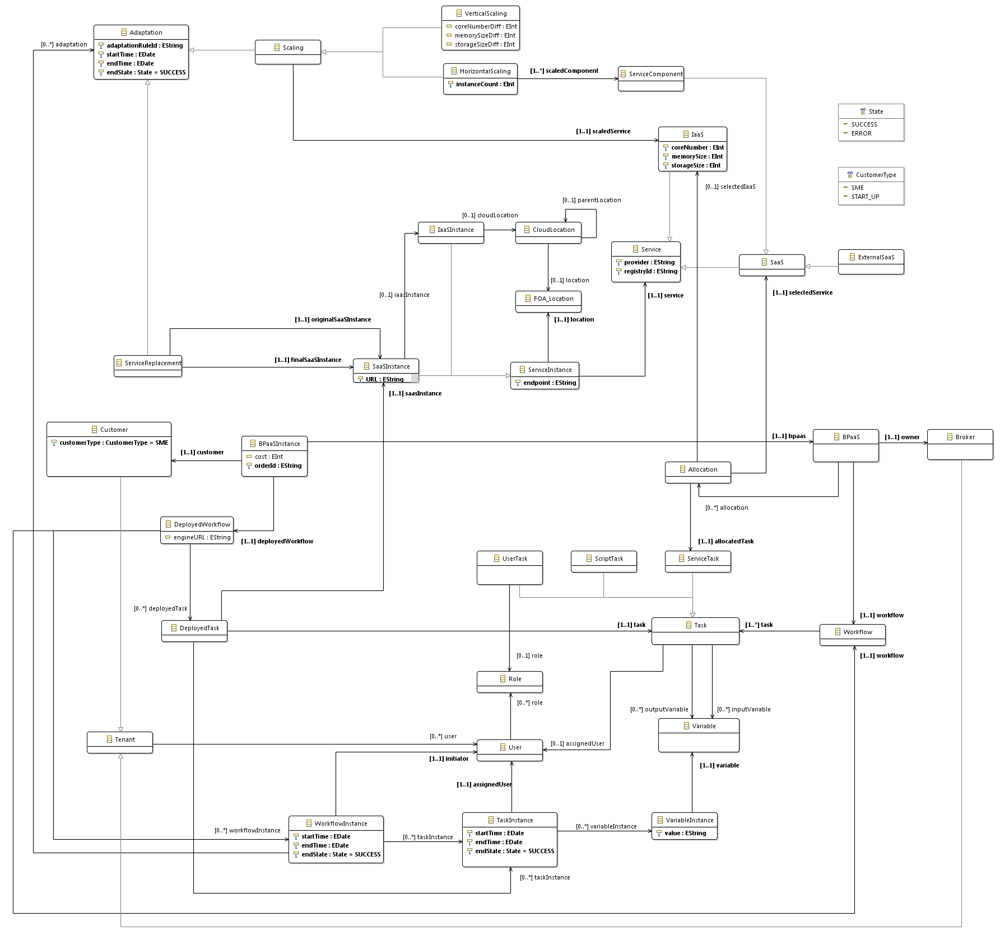 VerticalScaling
coreNumberDiff : EInt
memorySizeDiff : EInt
storageSizeDiff : EInt
Adaptation
adaptationRuleId : EString
startTime : EDate
endTime : EDate
endState : State = SUCCESS
[0..*] adaptation
Scaling
HorizontalScaling
instanceCount : EInt
[1..*] scaledComponent
ServiceComponent
State
SUCCESS
ERROR
[1..1] scaledService
IaaS
coreNumber : EInt
memorySize : EInt
storageSize : EInt
CustomerType
SME
START_UP
[0..1] selectedIaaS
[0..1] parentLocation
[0..1] cloudLocation
IaaSInstance
CloudLocation
Service
provider : EString
registryId : EString
SaaS
ExternalSaaS
[0..1] location
[0..1] iaasInstance
[1..1] service
[1..1] selectedService
FOA_Location
[1..1] originalSaaSInstance
[1..1] location
ServiceReplacement
[1..1] finalSaaSInstance
SaaSInstance
URL : EString
ServiceInstance
endpoint : EString
[1..1] saasInstance
Customer
customerType : CustomerType = SME
[1..1] customer
BPaaSInstance
cost : EInt
orderId : EString
[1..1] bpaas
BPaaS
[1..1] owner
Broker
Allocation
[0..*] allocation
DeployedWorkflow
engineURL : EString
[1..1] deployedWorkflow
[1..1] allocatedTask
UserTask
ScriptTask
ServiceTask
[0..*] deployedTask
DeployedTask
[1..1] task
Task
[1..*] task
[1..1] workflow
Workflow
[1..1] workflow
[0..1] role
Role
[0..*] role
[0..*] outputVariable
[0..*] inputVariable
Variable
Tenant
[0..*] user
User
[0..1] assignedUser
[1..1] initiator
[1..1] variable
[1..1] assignedUser
[0..*] workflowInstance
WorkflowInstance
startTime : EDate
endTime : EDate
endState : State = SUCCESS
[0..*] taskInstance
TaskInstance
startTime : EDate
endTime : EDate
endState : State = SUCCESS
[0..*] variableInstance
VariableInstance
value : EString
[0..*] taskInstance